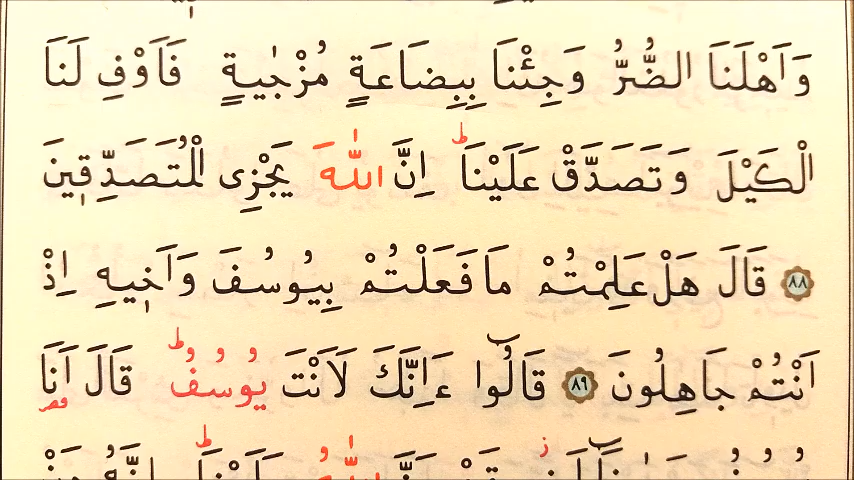 وَاَهْلَنَا الضُّرُّ وَجِئْنَا بِبِضَاعَةٍ مُزْجٰيةٍ فَاَوْفِ لَنَا
الْكَيْلَ وَتَصَدَّقْ عَلَيْنَاۜ اِنَّ اللّٰهَ يَجْزِى الْمُتَصَدِّقٖينَ
٨٨ قَالَ هَلْ عَلِمْتُمْ مَا فَعَلْتُمْ بِيُوسُفَ وَاَخٖيهِ اِذْ
اَنْتُمْ جَاهِلُونَ ٨٩ قَالُوا ءَاِنَّكَ لَاَنْتَ يُوسُفُؕ قَالَ اَنَا